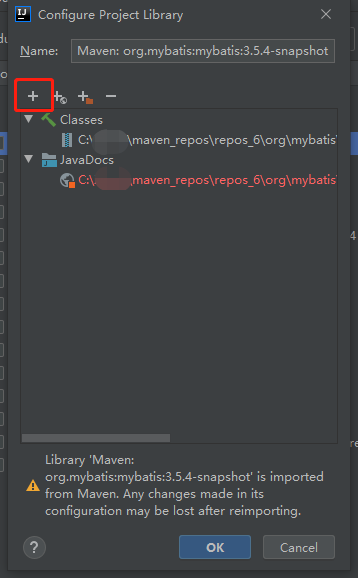 IJ
Configure Project Library
Name: Maven: org.mybatis:mybatis:3.5.4-snapshot
Classes
C:\ \maven_repos\repos_6\org\mybatis\
JavaDocs
C:\ \maven_repos\repos_6\org\mybatis\
Library 'Maven:
org.mybatis:mybatis:3.5.4-snapshot' is imported
from Maven. Any changes made in its
configuration may be lost after reimporting.
? OK Cancel